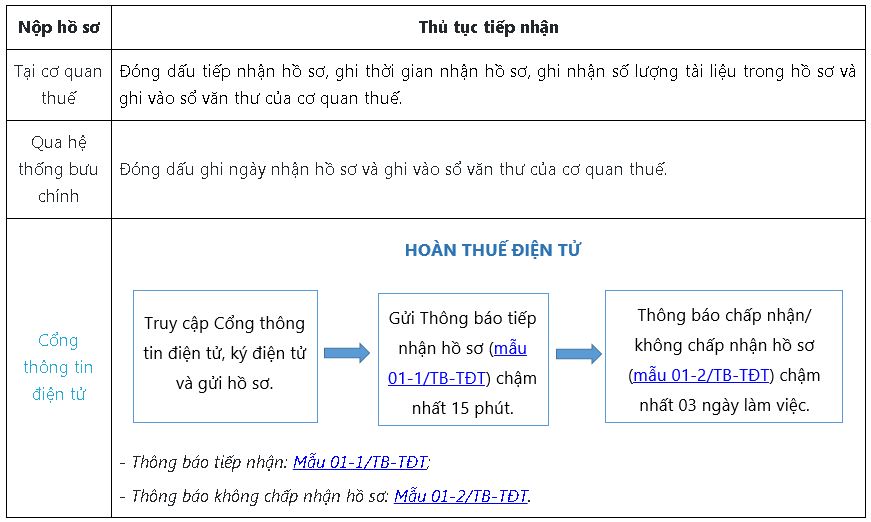 Nộp hồ sơ
Thủ tục tiếp nhận
Tại cơ quan
thuế
Đóng dấu tiếp nhận hồ sơ, ghi thời gian nhận hồ sơ, ghi nhận số lượng tài liệu trong hồ sơ và
ghi vào sổ văn thư của cơ quan thuế.
Qua hệ
thống bưu
chính
Đóng dấu ghi ngày nhận hồ sơ và ghi vào sổ văn thư của cơ quan thuế.
Cổng
thông tin
điện tử
HOÀN THUẾ ĐIỆN TỬ
Truy cập Cổng thông
tin điện tử, ký điện tử
và gửi hồ sơ.
Gửi Thông báo tiếp
nhận hồ sơ (mẫu
01-1/TB-TĐT) chậm
nhất 15 phút.
Thông báo chấp nhận/
không chấp nhận hồ sơ
(mẫu 01-2/TB-TĐT) chậm
nhất 03 ngày làm việc.
- Thông báo tiếp nhận: Mẫu 01-1/TB-TĐT;
- Thông báo không chấp nhận hồ sơ: Mẫu 01-2/TB-TĐT.